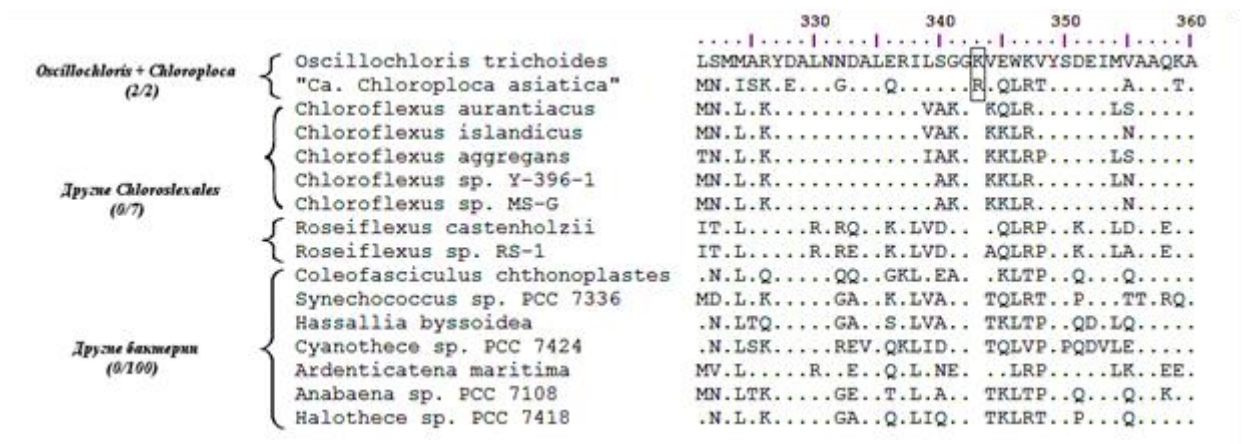 330 340 350 360
Oscillochloris trichoides LSMMARYDALNNDALERILSGGKVEWKVYSDEIMVAAQKA
"Ca. Chloroploca asiatica" MN.ISK.E...G...Q......R.QLRT......A...T.
Chloroflexus aurantiacus MN.L.K............VAK. KQLR......LS.....
Chloroflexus islandicus MN.L.K............VAK. KKLR.......N.....
Chloroflexus aggregans TN.L.K............IAK. KKLRP.....LS.....
Chloroflexus sp. Y-396-1 MN.L.K.............AK. KKLR......LN.....
Chloroflexus sp. MS-G MN.L.K.............AK. KKLR.......N.....
Roseiflexus castenholzii IT.L.....R.RQ..K.LVD.. .QLRP..K..LD..E..
Roseiflexus sp. RS-1 IT.L.....R.RE..K.LVD.. AQLRP..K..LA..E..
Coleofasciculus chthonoplastes .N.L.Q.....QQ..GKL.EA. .KLTP..Q...Q.....
Synechococcus sp. PCC 7336 MD.L.K.....GA..K.LVA.. TQLRT..P...TT.RQ.
Hassallia byssoidea .N.LTQ.....GA..S.LVA.. TKLTP..QD.LQ.....
Cyanothece sp. PCC 7424 .N.LSK.....REV.QKLID.. TQLVP.PQDVLE.....
Ardenticatena maritima MV.L.....R..E..Q.L.NE. ..LRP.....LK..EE.
Anabaena sp. PCC 7108 MN.LTK.....GE..T.L.A.. TKLTP..Q...Q..K..
Halothece sp. PCC 7418 .N.L.K.....GA..Q.LIQ.. TKLRT..P...Q.....
Oscillochloris + Chloroploca
(2/2)
Другие Chloroslexales
(0/7)
Другие бактерии
(0/100)